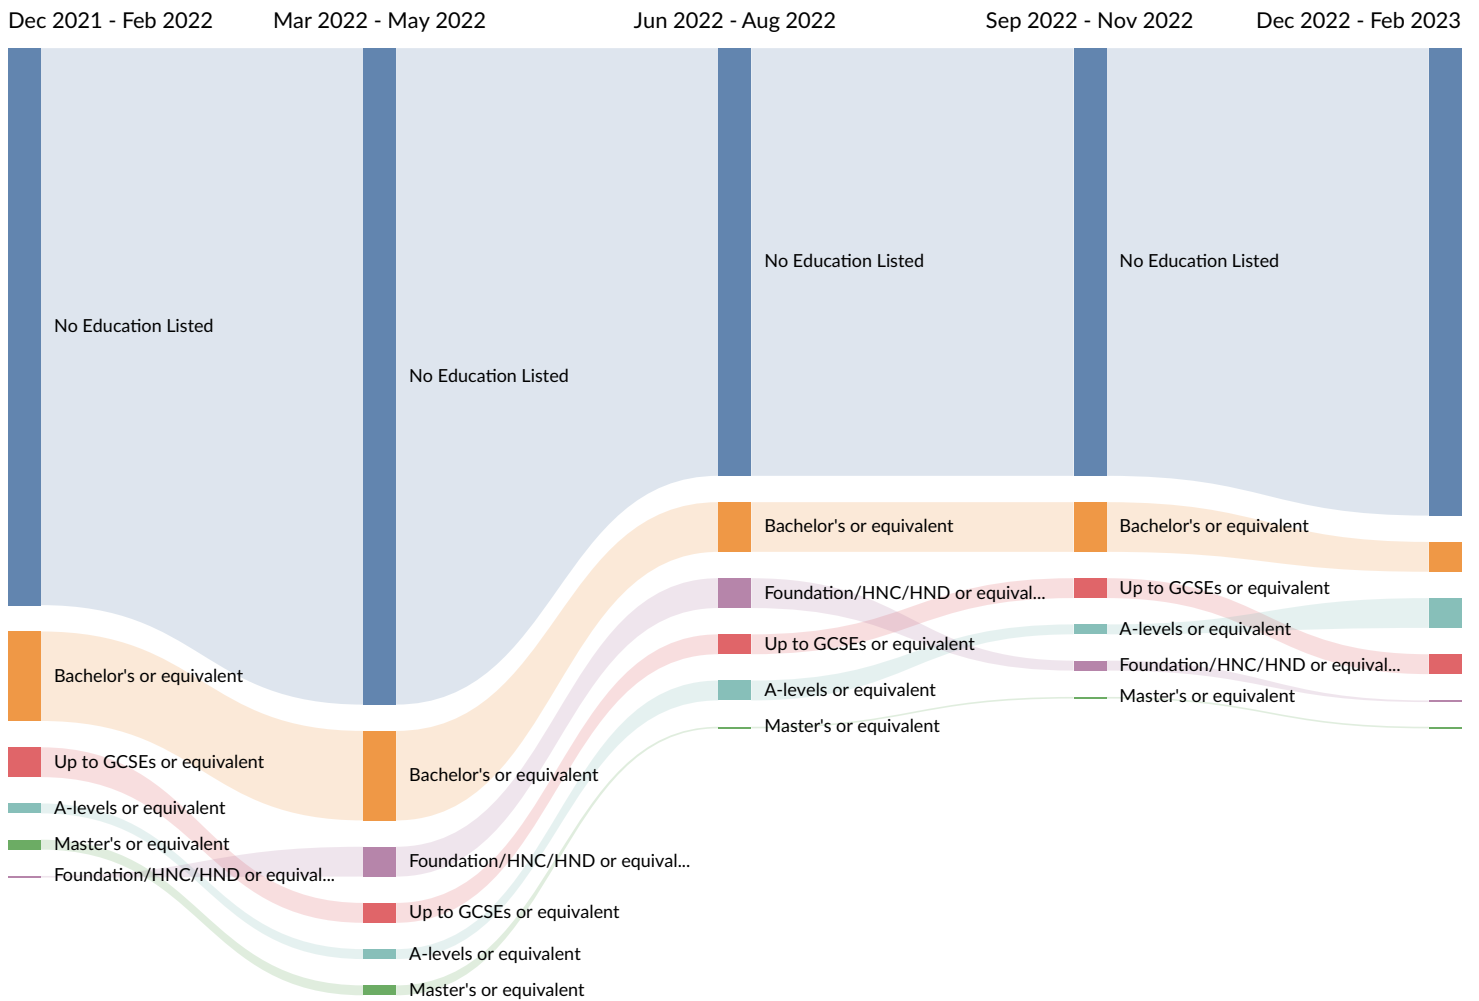 Dec 2021 - Feb 2022
Mar 2022 - May 2022
Jun 2022 - Aug 2022
Sep 2022 - Nov 2022
Dec 2022 - Feb 2023
No Education Listed
Bachelor's or equivalent
Up to GCSEs or equivalent
A-levels or equivalent
Master's or equivalent
Foundation/HNC/HND or equival...
No Education Listed
Bachelor's or equivalent
Foundation/HNC/HND or equival...
Up to GCSEs or equivalent
A-levels or equivalent
Master's or equivalent
No Education Listed
Bachelor's or equivalent
Foundation/HNC/HND or equival...
Up to GCSEs or equivalent
A-levels or equivalent
Master's or equivalent
No Education Listed
Bachelor's or equivalent
Up to GCSEs or equivalent
A-levels or equivalent
Foundation/HNC/HND or equival...
Master's or equivalent